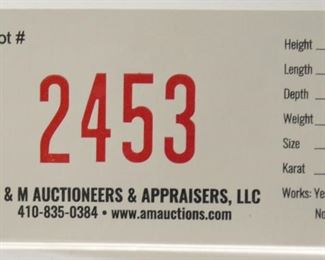 ot #
2453
& M AUCTIONEERS & APPRAISERS, LLC
410-835-0384 • www.amauctions.com
Height
Length
Depth
Weight
Size
Karat
Works: Ye
No